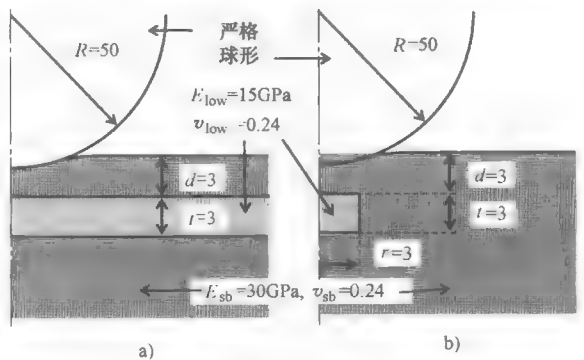 R=50
严格
球形
R=50
E_low=15GPa
v_low=0.24
d=3
t=3
d=3
t=3
r=3
E_sb=30GPa, v_sb=0.24
a)
b)